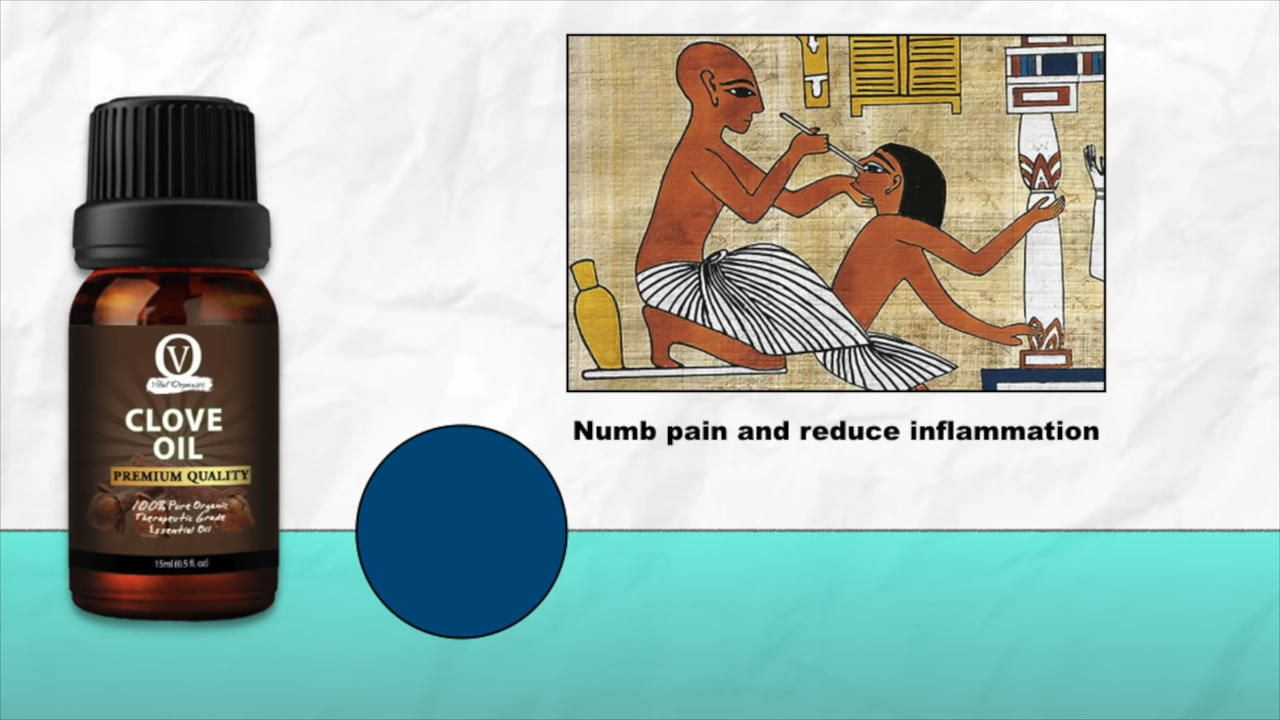 V
Vital Organics
CLOVE
OIL
PREMIUM QUALITY
100% Pure Organic
Therapeutic Grade
Essential Oil
15ml (0.5 fl. oz)
Numb pain and reduce inflammation